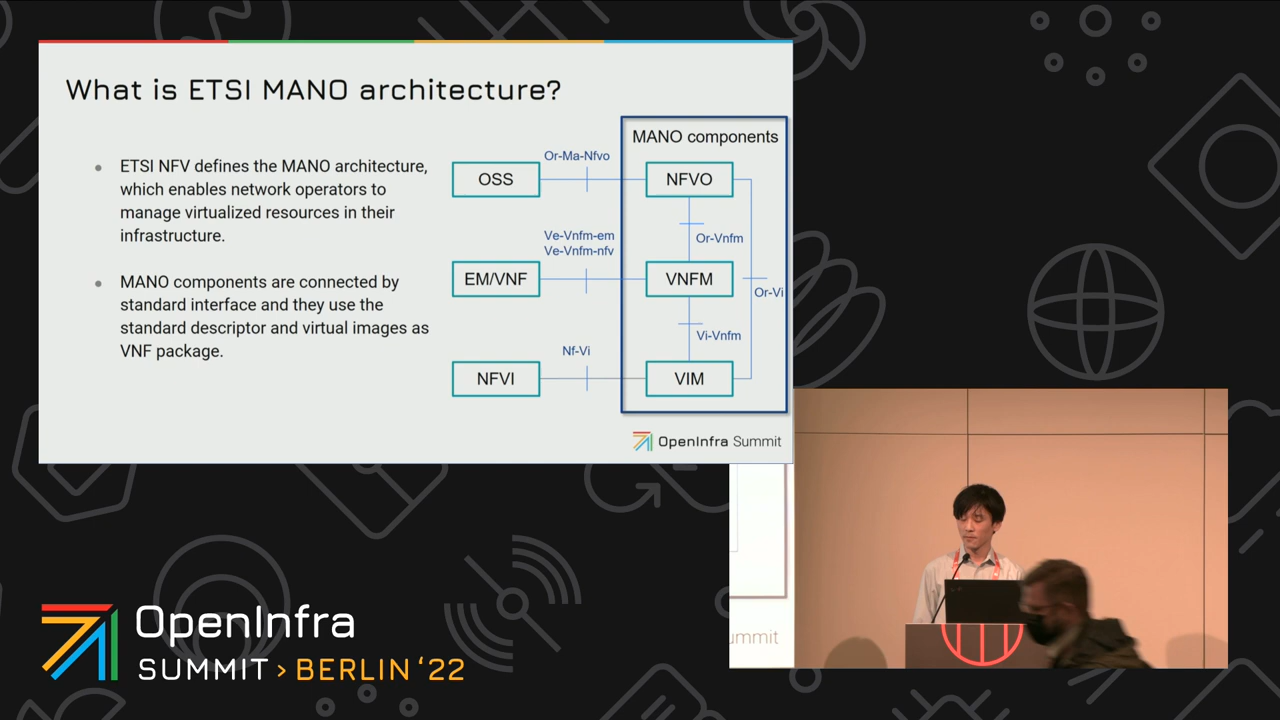 What is ETSI MANO architecture?
ETSI NFV defines the MANO architecture,
which enables network operators to
manage virtualized resources in their
infrastructure.
MANO components are connected by
standard interface and they use the
standard descriptor and virtual images as
VNF package.
MANO components
OSS
Or-Ma-Nfvo
NFVO
Or-Vnfm
Ve-Vnfm-em
Ve-Vnfm-nfv
EM/VNF
VNFM
Or-Vi
Vi-Vnfm
Nf-Vi
NFVI
VIM
OpenInfra Summit
ummit
OpenInfra
SUMMIT > BERLIN '22